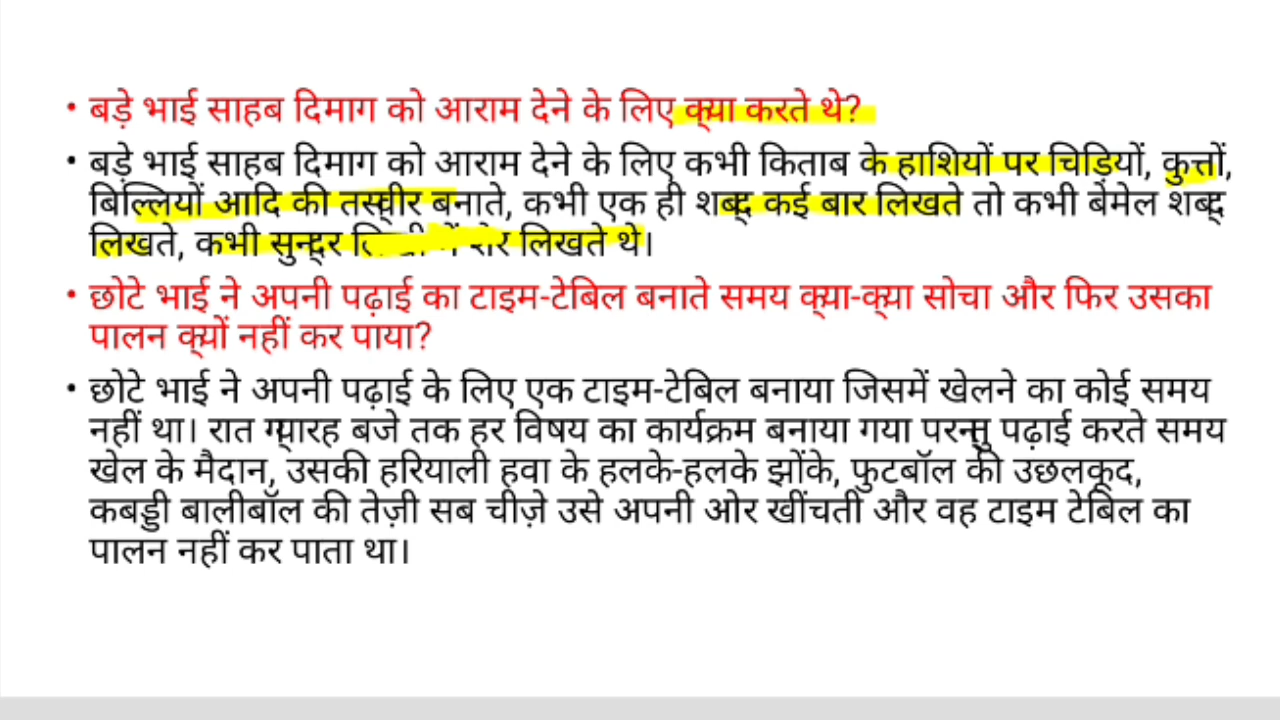 • बड़े भाई साहब दिमाग को आराम देने के लिए क्या करते थे?
• बड़े भाई साहब दिमाग को आराम देने के लिए कभी किताब के हाशियों पर चिड़ियों, कुत्तों,
बिल्लियों आदि की तस्वीर बनाते, कभी एक ही शब्द कई बार लिखते तो कभी बेमेल शब्द
लिखते, कभी सुन्दर शेर लिखते थे।
• छोटे भाई ने अपनी पढ़ाई का टाइम-टेबिल बनाते समय क्या-क्या सोचा और फिर उसका
पालन क्यों नहीं कर पाया?
• छोटे भाई ने अपनी पढ़ाई के लिए एक टाइम-टेबिल बनाया जिसमें खेलने का कोई समय
नहीं था। रात ग्यारह बजे तक हर विषय का कार्यक्रम बनाया गया परन्तु पढ़ाई करते समय
खेल के मैदान, उसकी हरियाली हवा के हलके-हलके झोंके, फुटबॉल की उछलकूद,
कबड्डी बालीबॉल की तेज़ी सब चीज़े उसे अपनी ओर खींचती और वह टाइम टेबिल का
पालन नहीं कर पाता था।